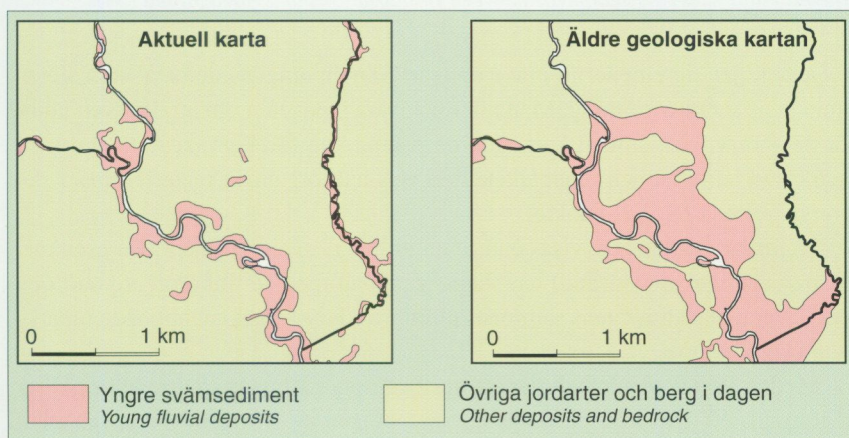 Aktuell karta
0 1 km
Äldre geologiska kartan
0 1 km
Yngre svämsediment
Young fluvial deposits
Övriga jordarter och berg i dagen
Other deposits and bedrock